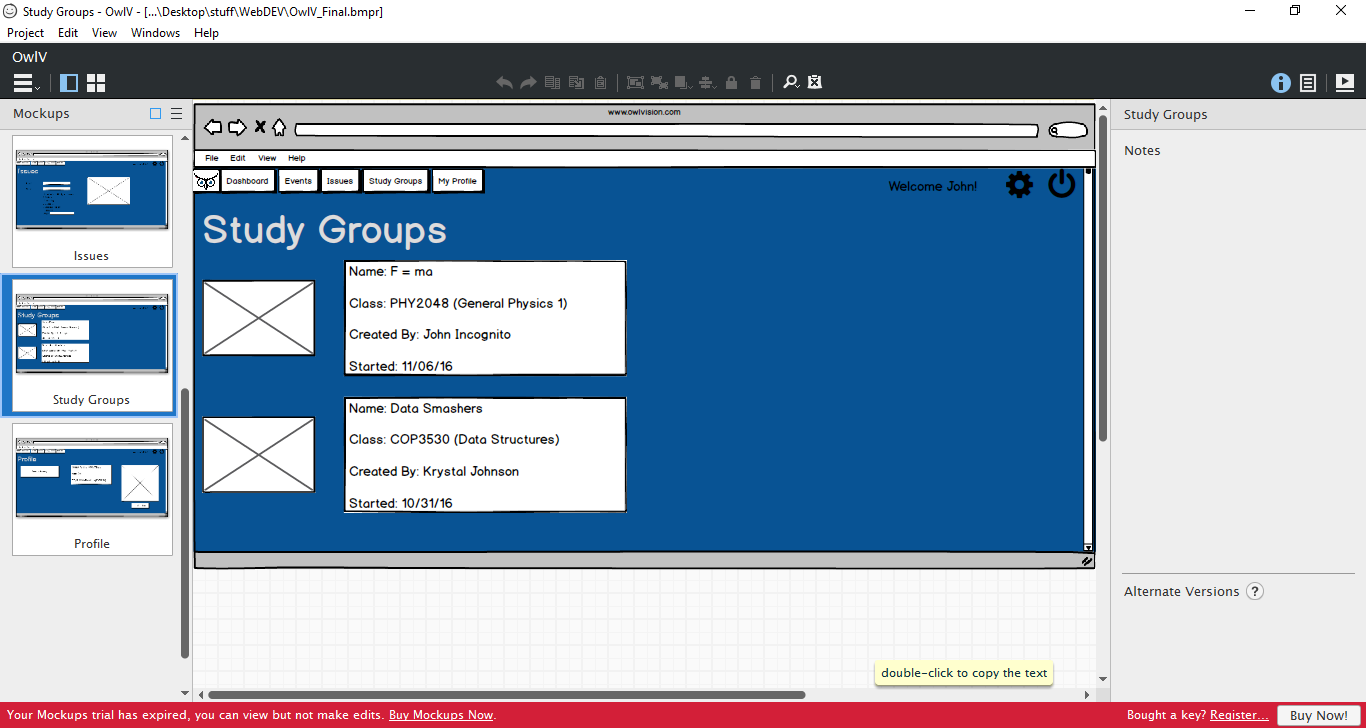 Study Groups - OwlV - [...\Desktop\stuff\WebDEV\OwlV_Final.bmpr]
Project Edit View Windows Help
OwlV
Mockups
Issues
Issues
Study Groups
Study Groups
Profile
Profile
www.owlvision.com
File Edit View Help
Dashboard Events Issues Study Groups My Profile
Welcome John!
Study Groups
Name: F = ma
Class: PHY2048 (General Physics 1)
Created By: John Incognito
Started: 11/06/16
Name: Data Smashers
Class: COP3530 (Data Structures)
Created By: Krystal Johnson
Started: 10/31/16
double-click to copy the text
Study Groups
Notes
Alternate Versions ?
Your Mockups trial has expired, you can view but not make edits. Buy Mockups Now.
Bought a key? Register... Buy Now!